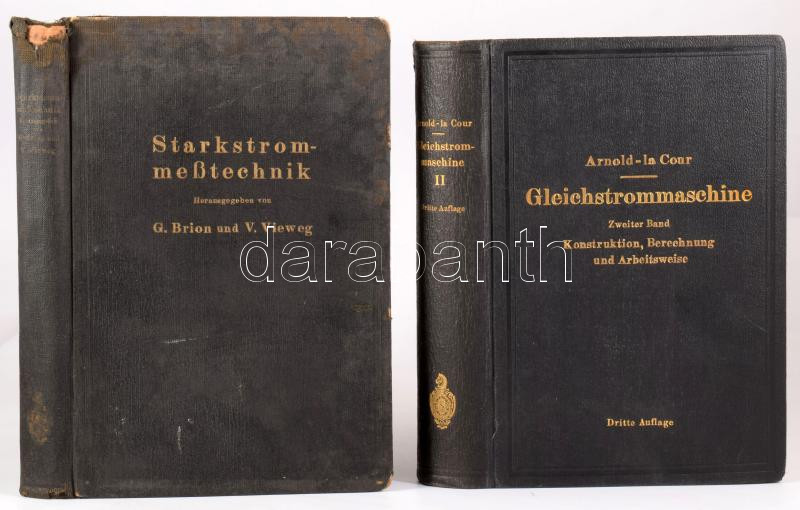 Starkstrom-
meßtechnik
Herausgegeben von
G. Brion und V. Vieweg
Arnold-la Cour
Gleichstrom-
maschine
II
Dritte Auflage
Arnold-la Cour
Gleichstrommaschine
Zweiter Band
Konstruktion, Berechnung
und Arbeitsweise
Dritte Auflage
darabanth